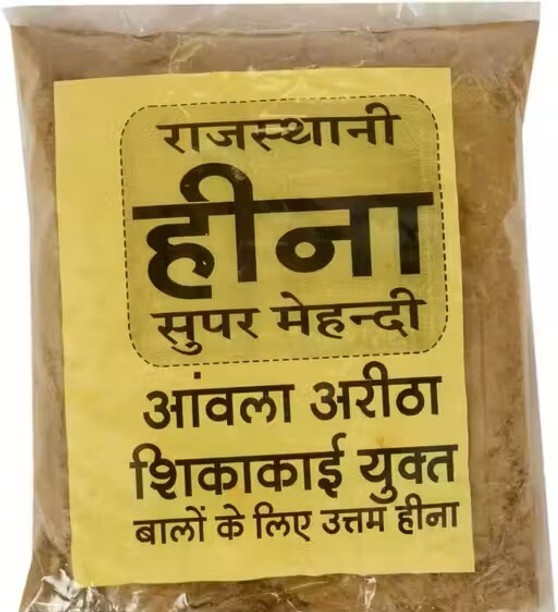 राजस्थानी
हीना
सुपर मेहन्दी
आंवला अरीठा
शिकाकाई युक्त
बालों के लिए उत्तम हीना